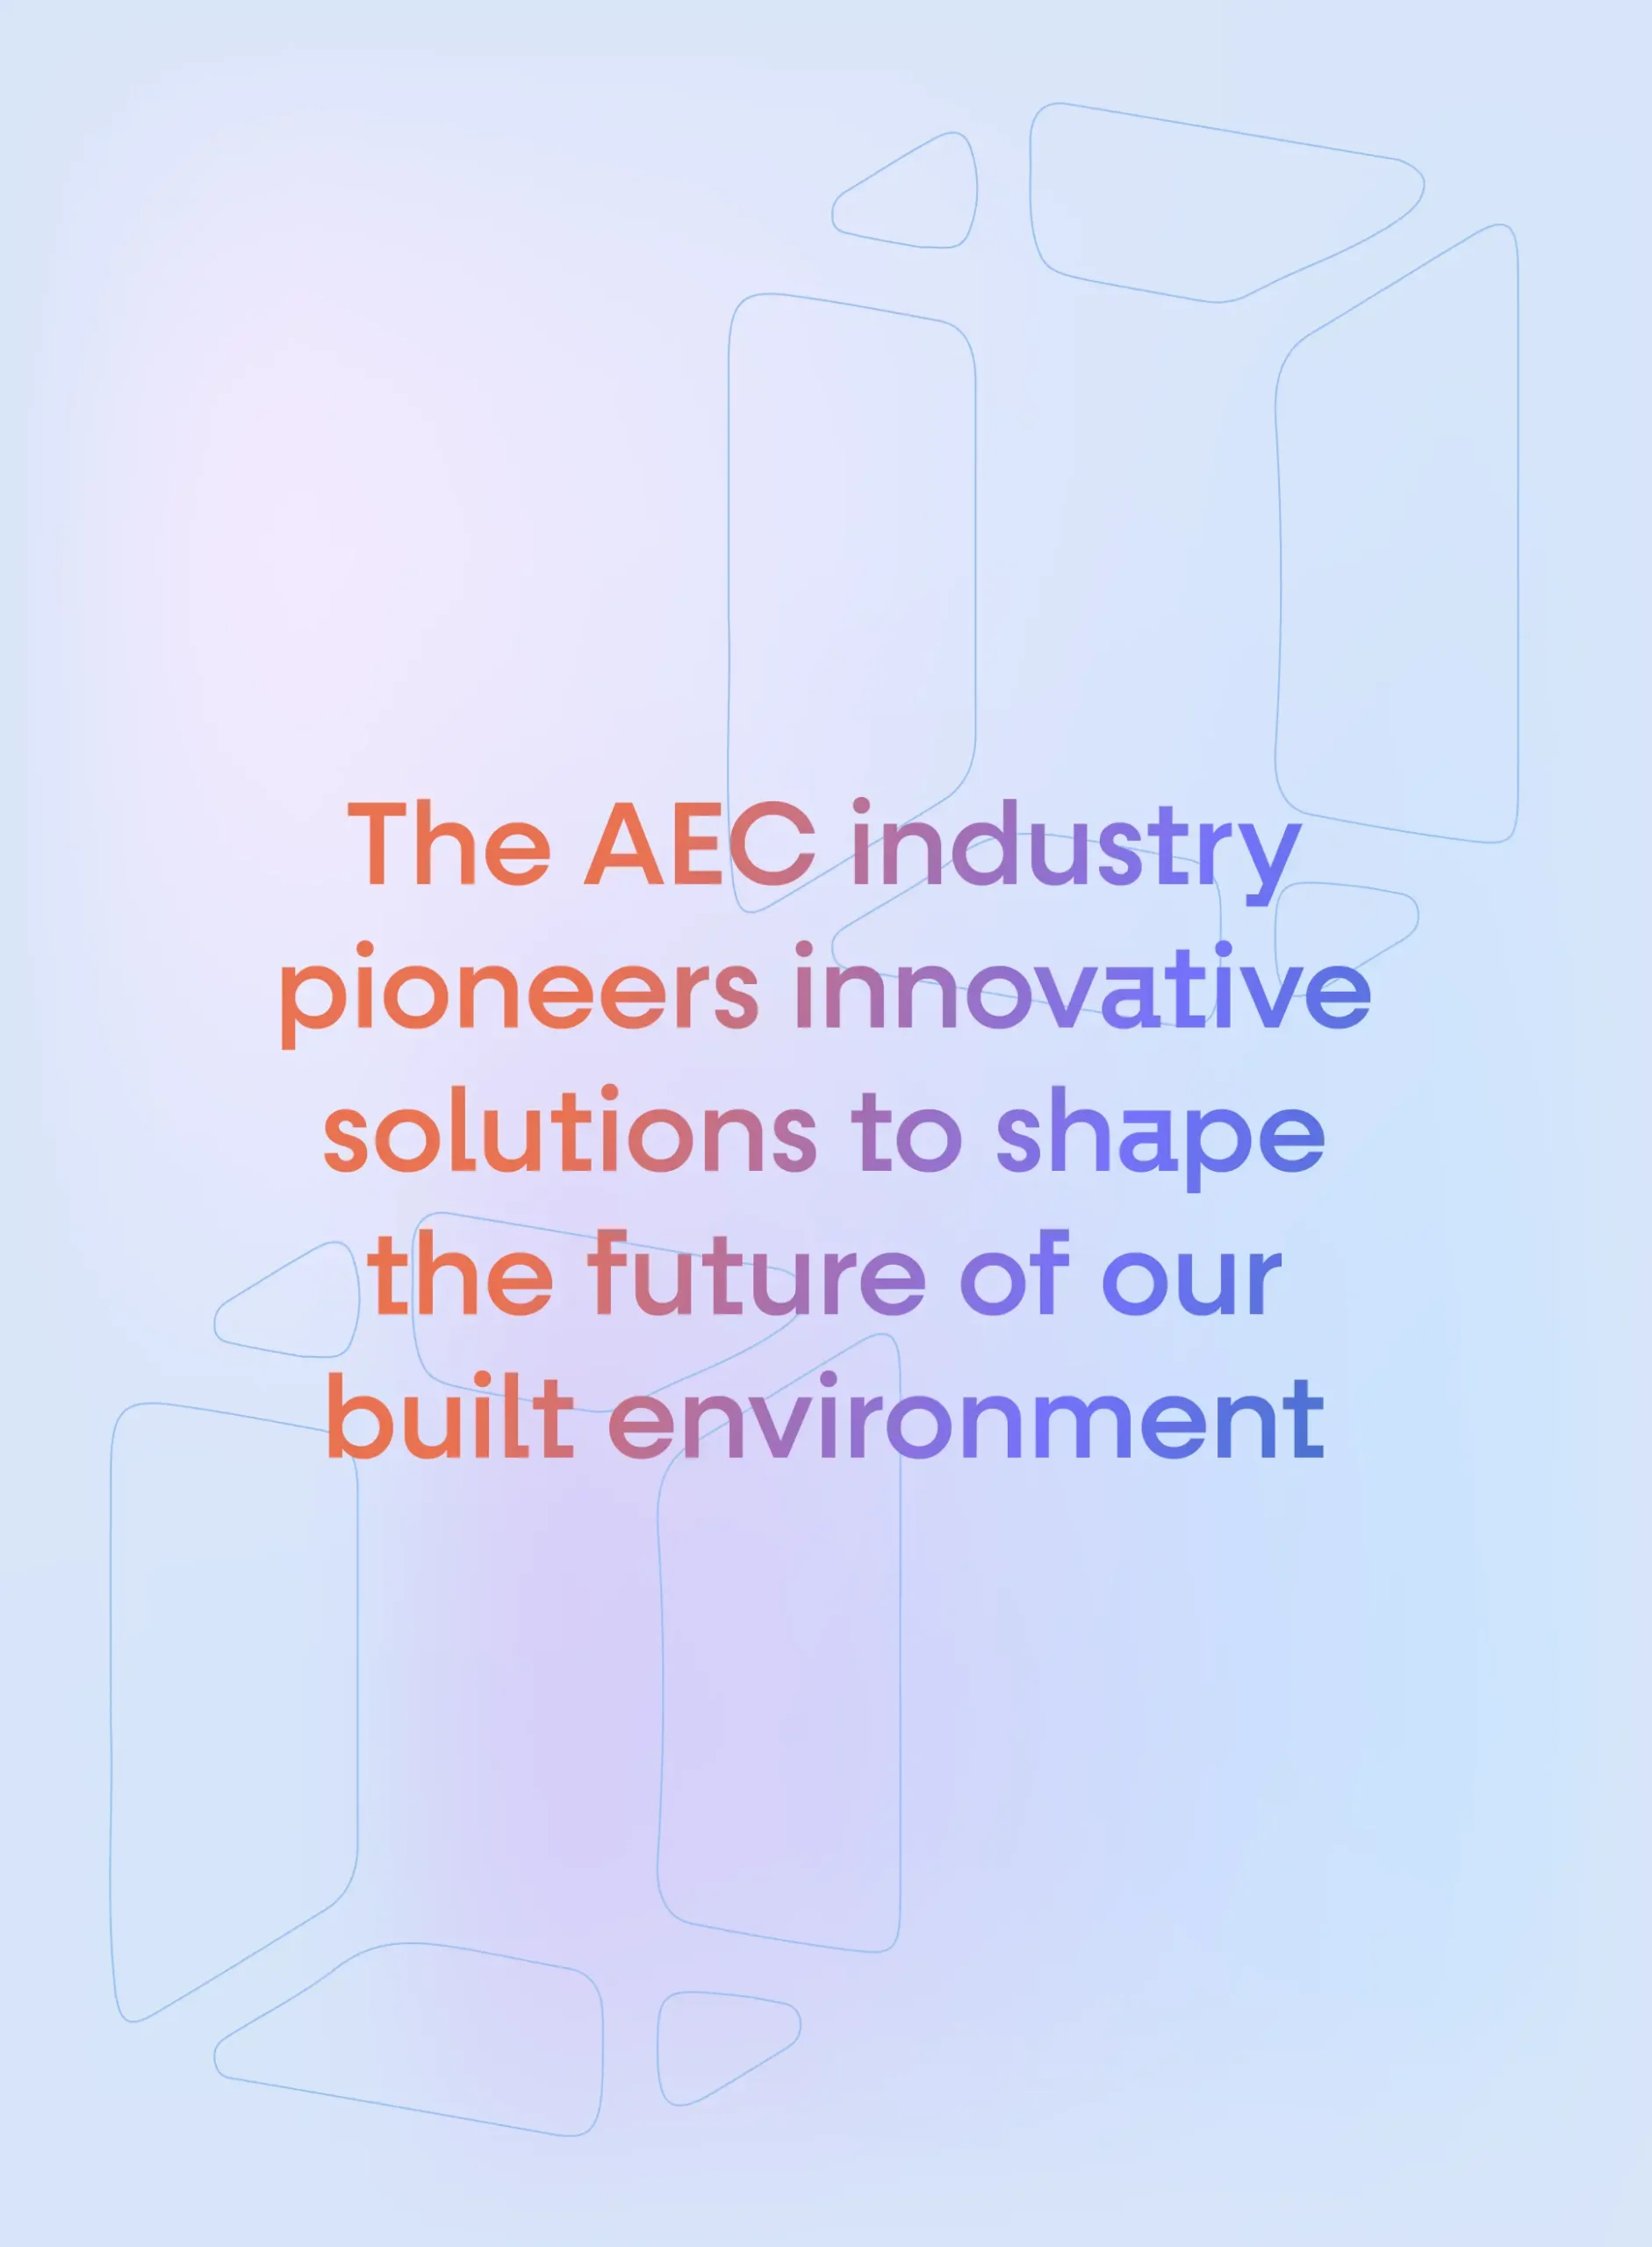 The AEC industry
pioneers innovative
solutions to shape
the future of our
built environment